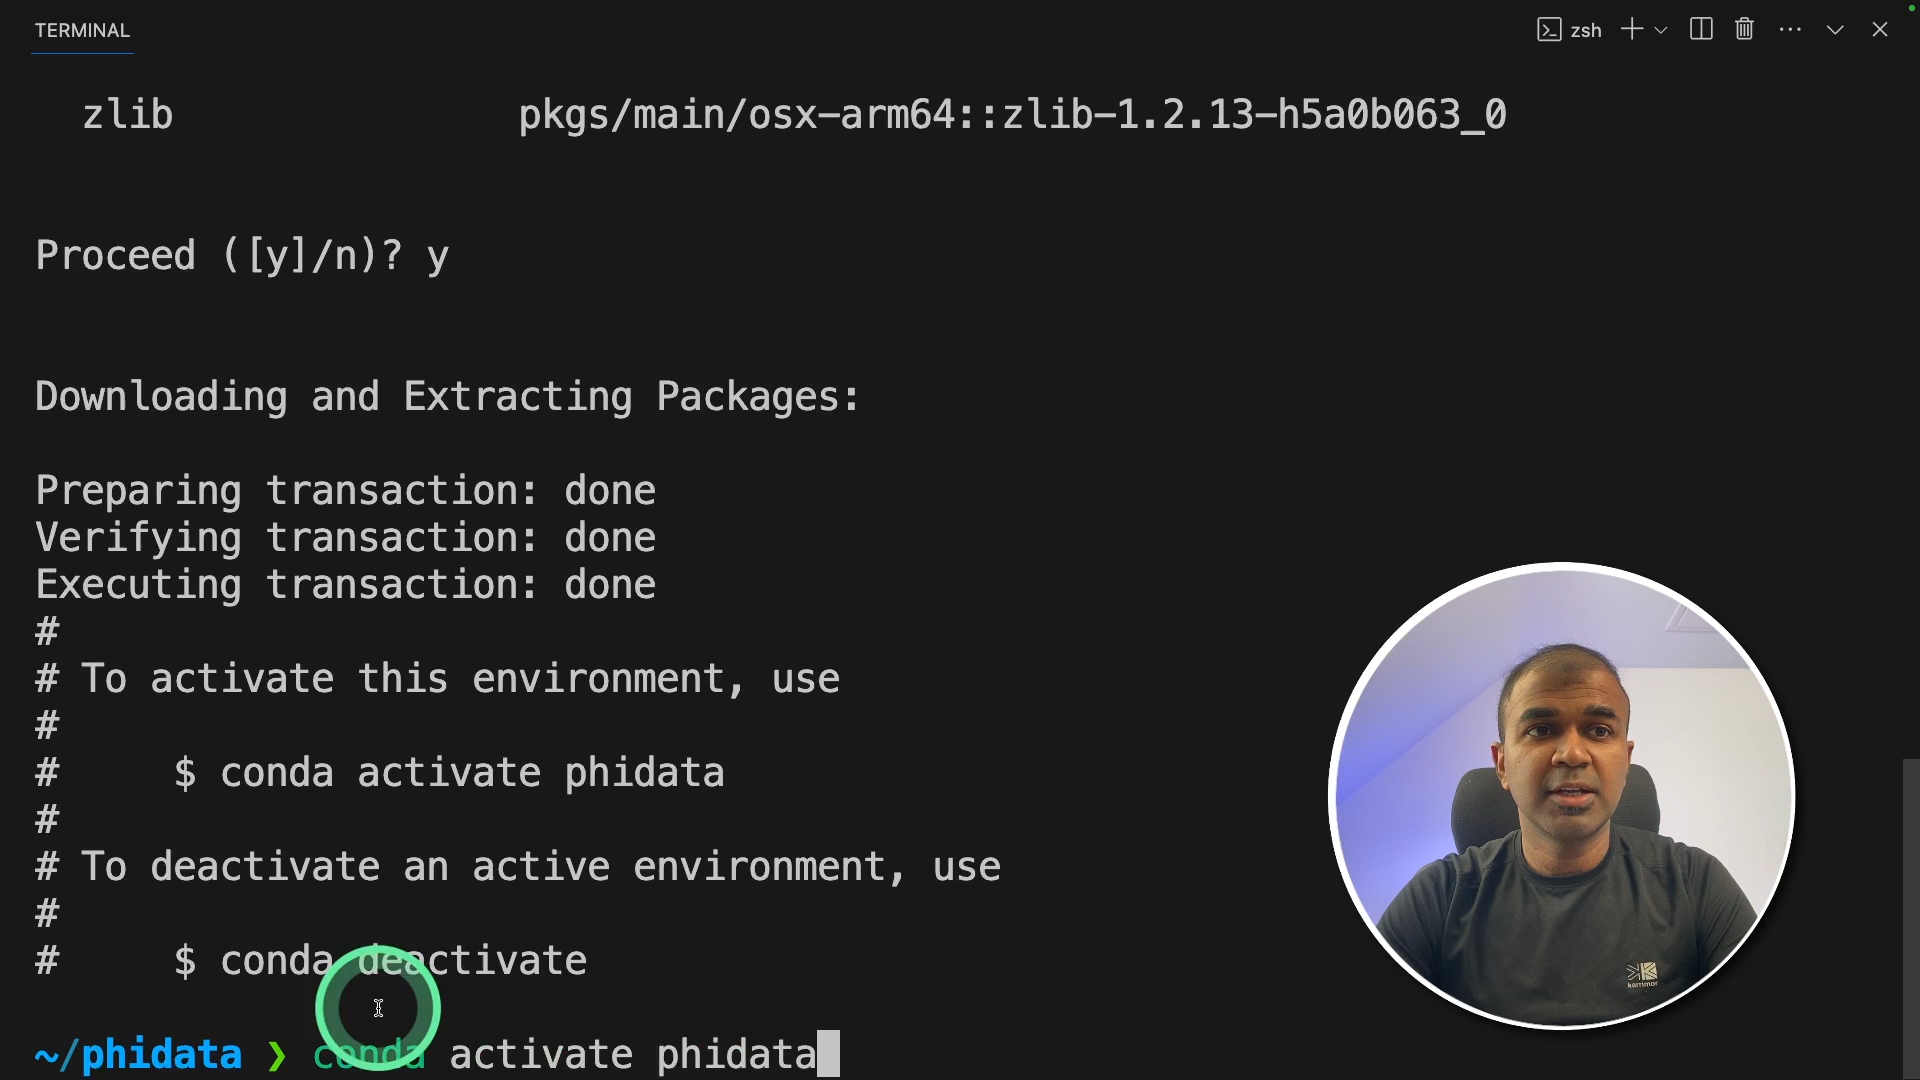 TERMINAL
zsh
zlib pkgs/main/osx-arm64::zlib-1.2.13-h5a0b063_0
Proceed ([y]/n)? y
Downloading and Extracting Packages:
Preparing transaction: done
Verifying transaction: done
Executing transaction: done
#
# To activate this environment, use
#
# $ conda activate phidata
#
# To deactivate an active environment, use
#
# $ conda deactivate
karrimor
~/phidata ❯ conda activate phidata